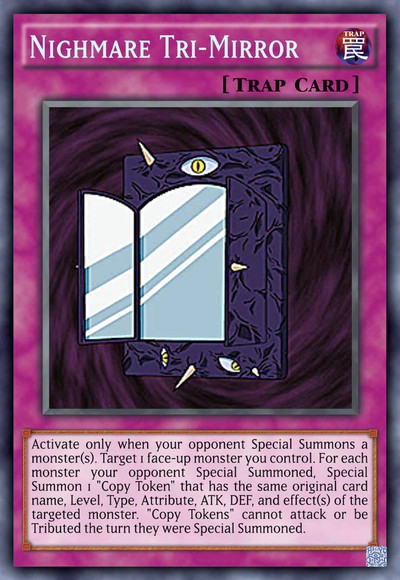 NIGHMARE TRI-MIRROR
TRAP
罠
[TRAP CARD]
Activate only when your opponent Special Summons a
monster(s). Target 1 face-up monster you control. For each
monster your opponent Special Summoned, Special
Summon 1 "Copy Token" that has the same original card
name, Level, Type, Attribute, ATK, DEF, and effect(s) of the
targeted monster. "Copy Tokens" cannot attack or be
Tributed the turn they were Special Summoned.